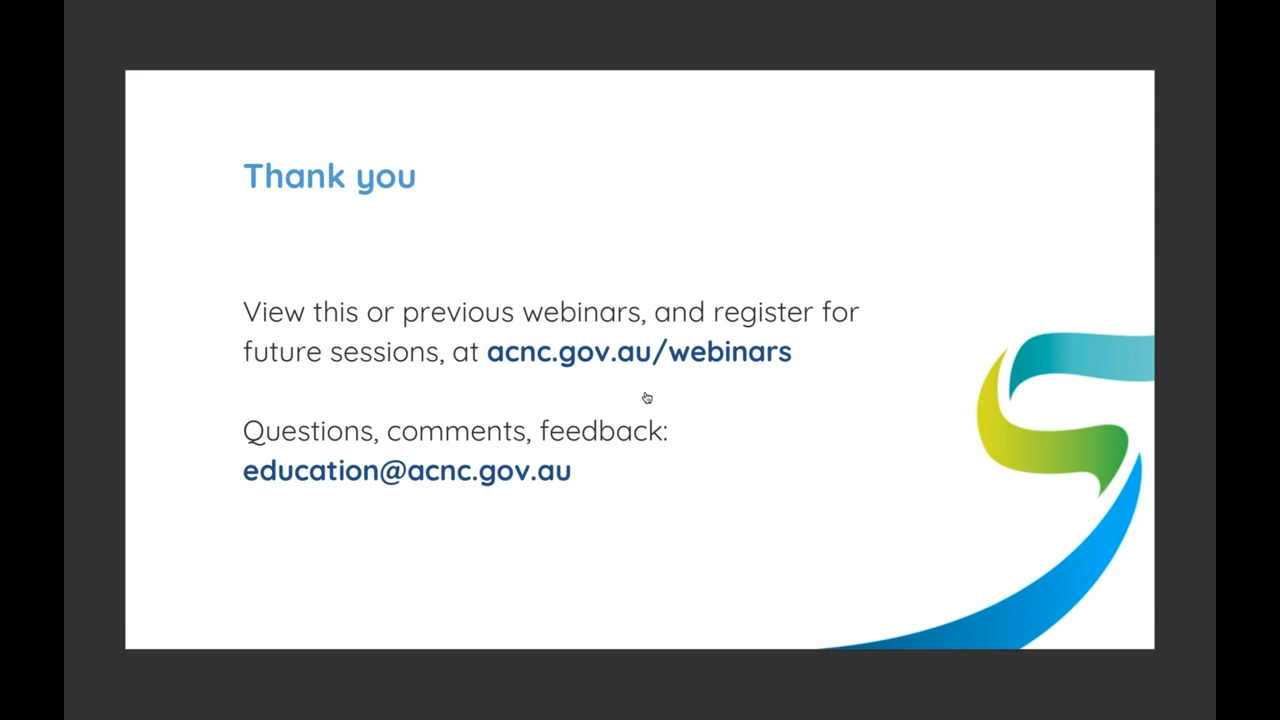 Thank you
View this or previous webinars, and register for
future sessions, at acnc.gov.au/webinars
Questions, comments, feedback:
education@acnc.gov.au